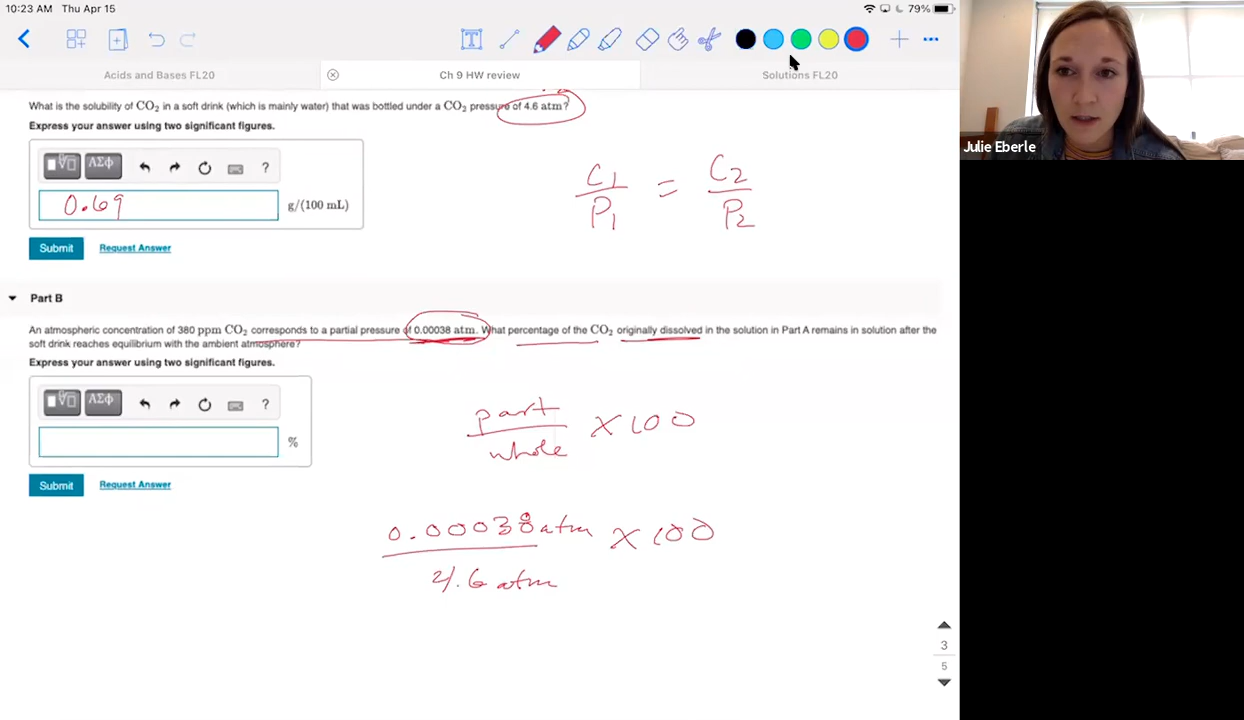 10:23 AM Thu Apr 15
79%
Acids and Bases FL20
Ch 9 HW review
Solutions FL20
What is the solubility of CO2 in a soft drink (which is mainly water) that was bottled under a CO2 pressure of 4.6 atm?
Express your answer using two significant figures.
ΑΣΦ
?
0.69
g/(100 mL)
Submit
Request Answer
C1/P1 = C2/P2
Julie Eberle
Part B
An atmospheric concentration of 380 ppm CO2 corresponds to a partial pressure of 0.00038 atm. What percentage of the CO2 originally dissolved in the solution in Part A remains in solution after the
soft drink reaches equilibrium with the ambient atmosphere?
Express your answer using two significant figures.
ΑΣΦ
?
%
Submit
Request Answer
part
whole
x 100
0.00038 atm
4.6 atm
x 100
3
5